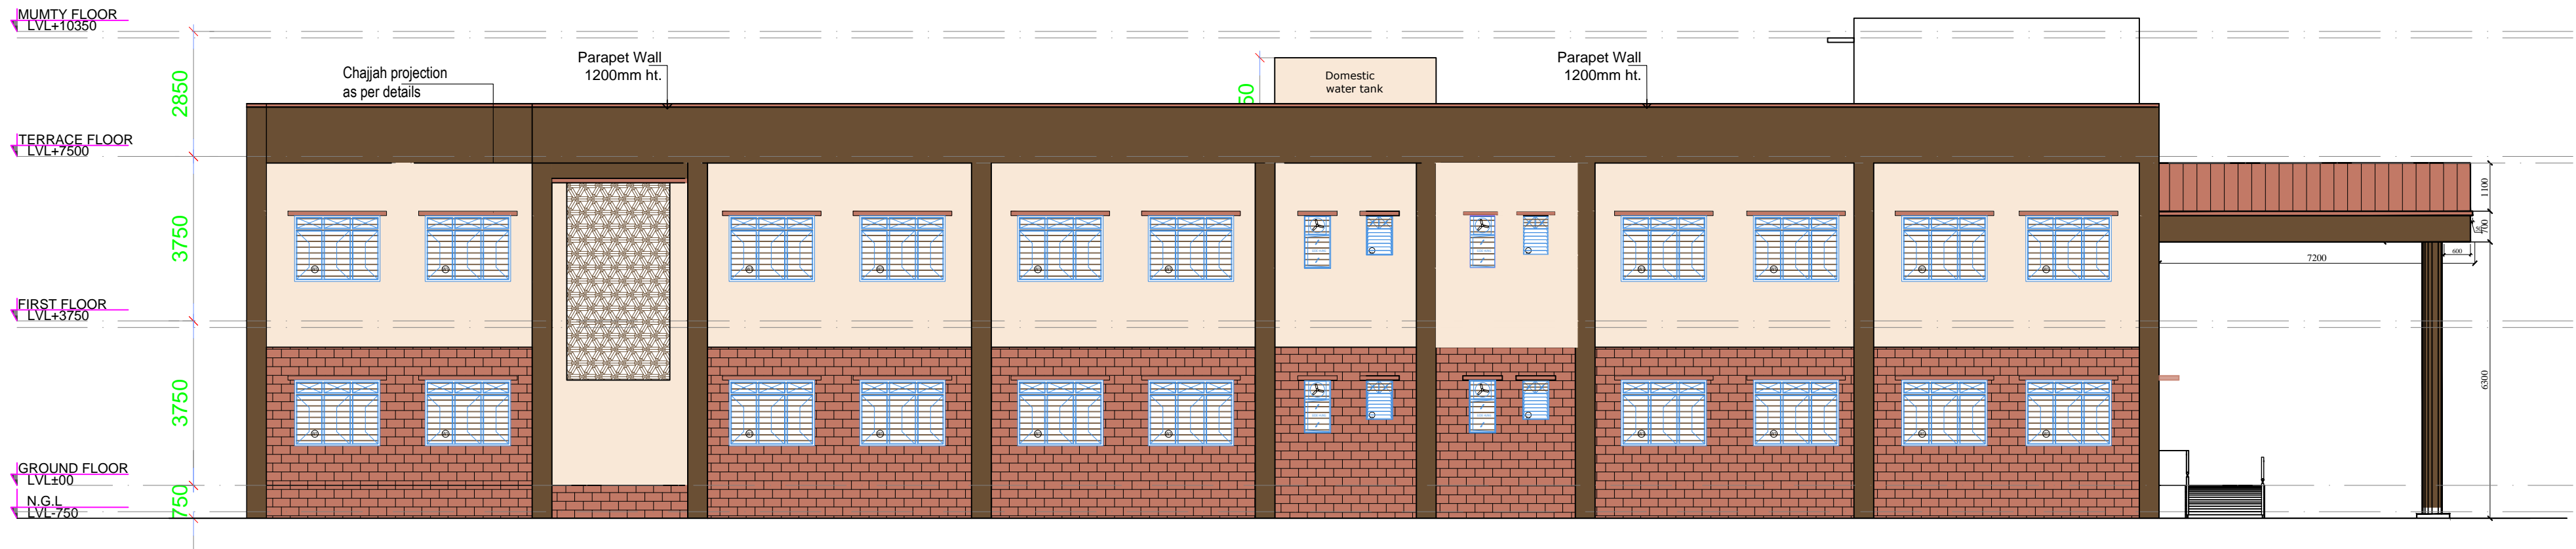 MUMTY FLOOR
LVL+10350
2850
Chajjah projection
as per details
Parapet Wall
1200mm ht.
50
Domestic
water tank
Parapet Wall
1200mm ht.
TERRACE FLOOR
LVL+7500
3750
1100
700
600
7200
FIRST FLOOR
LVL+3750
3750
6300
GROUND FLOOR
LVL±00
750
N.G.L
LVL-750